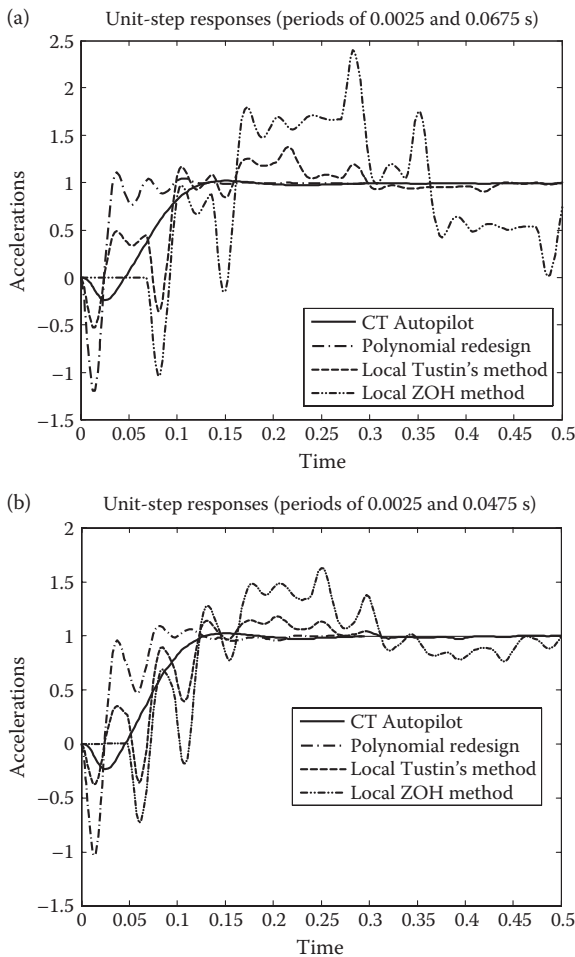 (a)
Unit-step responses (periods of 0.0025 and 0.0675 s)
2.5
2
1.5
1
0.5
0
−0.5
−1
−1.5
Accelerations
CT Autopilot
Polynomial redesign
Local Tustin's method
Local ZOH method
0 0.05 0.1 0.15 0.2 0.25 0.3 0.35 0.4 0.45 0.5
Time
(b)
Unit-step responses (periods of 0.0025 and 0.0475 s)
2
1.5
1
0.5
0
−0.5
−1
−1.5
Accelerations
CT Autopilot
Polynomial redesign
Local Tustin's method
Local ZOH method
0 0.05 0.1 0.15 0.2 0.25 0.3 0.35 0.4 0.45 0.5
Time